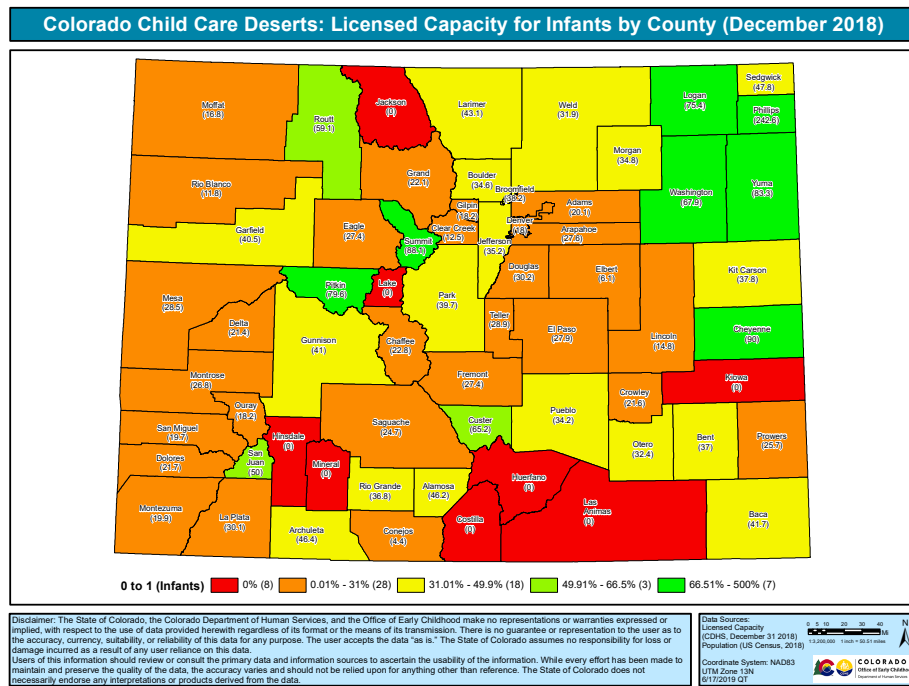 Colorado Child Care Deserts: Licensed Capacity for Infants by County (December 2018)
Moffat
(16.8)
Routt
(59.1)
Jackson
(0)
Larimer
(43.1)
Weld
(31.9)
Logan
(75.4)
Sedgwick
(47.8)
Phillips
(242.6)
Morgan
(34.8)
Rio Blanco
(11.8)
Grand
(22.1)
Boulder
(34.6)
Broomfield
(38.2)
Washington
(67.9)
Yuma
(83.3)
Garfield
(40.5)
Eagle
(27.4)
Summit
(88.1)
Gilpin
(18.2)
Clear Creek
(12.5)
Jefferson
(35.2)
Denver
(18)
Adams
(20.1)
Arapahoe
(27.6)
Mesa
(28.5)
Pitkin
(79.6)
Lake
(0)
Park
(39.7)
Douglas
(30.2)
Elbert
(6.1)
Kit Carson
(37.8)
Delta
(21.4)
Gunnison
(41)
Chaffee
(22.8)
Teller
(28.9)
El Paso
(27.9)
Lincoln
(14.8)
Cheyenne
(90)
Montrose
(26.8)
Fremont
(27.4)
Crowley
(21.6)
Kiowa
(0)
Ouray
(18.2)
San Miguel
(19.7)
Hinsdale
(0)
Saguache
(24.7)
Custer
(65.2)
Pueblo
(34.2)
Otero
(32.4)
Bent
(37)
Prowers
(25.7)
Dolores
(21.7)
San
Juan
(50)
Mineral
(0)
Rio Grande
(36.8)
Alamosa
(46.2)
Huerfano
(0)
Las
Animas
(0)
Montezuma
(19.9)
La Plata
(30.1)
Archuleta
(46.4)
Conejos
(4.4)
Costilla
(0)
Baca
(41.7)
0 to 1 (Infants) 0% (8) 0.01% - 31% (28) 31.01% - 49.9% (18) 49.91% - 66.5% (3) 66.51% - 500% (7)
Disclaimer: The State of Colorado, the Colorado Department of Human Services, and the Office of Early Childhood make no representations or warranties expressed or
implied, with respect to the use of data provided herewith regardless of its format or the means of its transmission. There is no guarantee or representation to the user as to
the accuracy, currency, suitability, or reliability of this data for any purpose. The user accepts the data "as is." The State of Colorado assumes no responsibility for loss or
damage incurred as a result of any user reliance on this data.
Users of this information should review or consult the primary data and information sources to ascertain the usability of the information. While every effort has been made to
maintain and preserve the quality of the data, the accuracy varies and should not be relied upon for anything other than reference. The State of Colorado does not
necessarily endorse any interpretations or products derived from the data.
Data Sources:
Licensed Capacity
(CDHS, December 31 2018)
Population (US Census, 2018)
Coordinate System: NAD83
UTM Zone 13N
6/17/2019 QT
0 5 10 20 30 40
Mi
1:3,200,000 1 inch = 50.51 miles
N
COLORADO
Office of Early Childhood
Department of Human Services